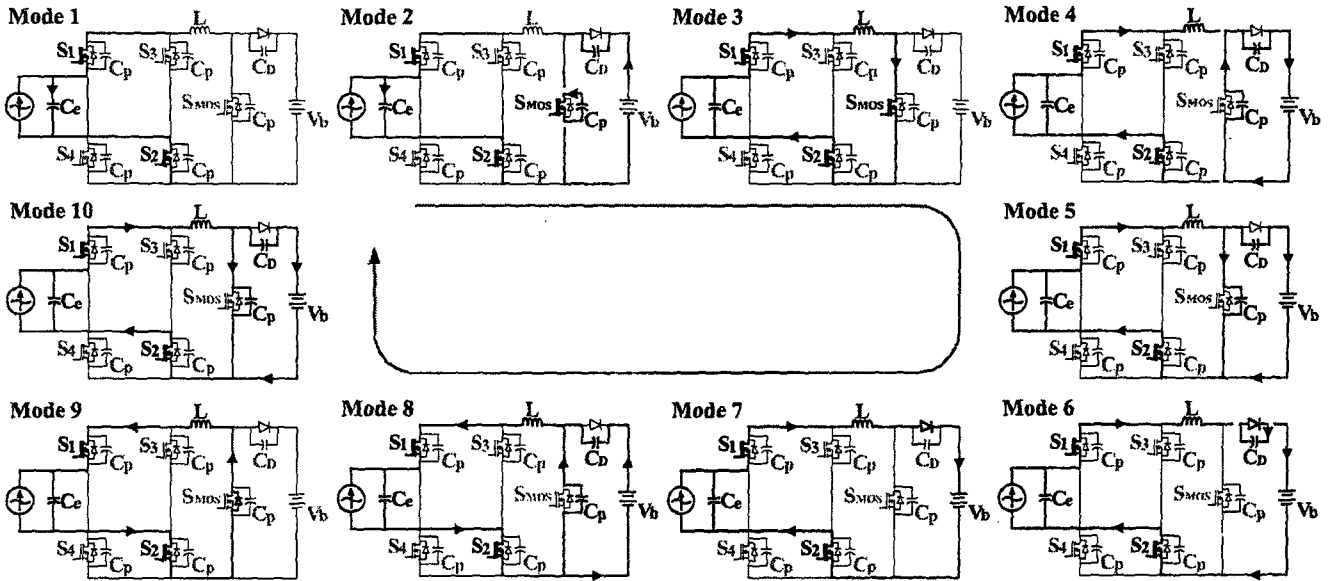 Mode 1
L
S1
S3
Cp
Cp
CD
Ce
SMOS
Cp
Vb
S4
S2
Cp
Cp
Mode 2
L
S1
S3
Cp
Cp
CD
Ce
SMOS
Cp
Vb
S4
S2
Cp
Cp
Mode 3
L
S1
S3
Cp
Cp
CD
Ce
SMOS
Cp
Vb
S4
S2
Cp
Cp
Mode 4
L
S1
S3
Cp
Cp
CD
Ce
SMOS
Cp
Vb
S4
S2
Cp
Cp
Mode 10
L
S1
S3
Cp
Cp
CD
Ce
SMOS
Cp
Vb
S4
S2
Cp
Cp
Mode 5
L
S1
S3
Cp
Cp
CD
Ce
SMOS
Cp
Vb
S4
S2
Cp
Cp
Mode 9
L
S1
S3
Cp
Cp
CD
Ce
SMOS
Cp
Vb
S4
S2
Cp
Cp
Mode 8
L
S1
S3
Cp
Cp
CD
Ce
SMOS
Cp
Vb
S4
S2
Cp
Cp
Mode 7
L
S1
S3
Cp
Cp
CD
Ce
SMOS
Cp
Vb
S4
S2
Cp
Cp
Mode 6
L
S1
S3
Cp
Cp
CD
Ce
SMOS
Cp
Vb
S4
S2
Cp
Cp